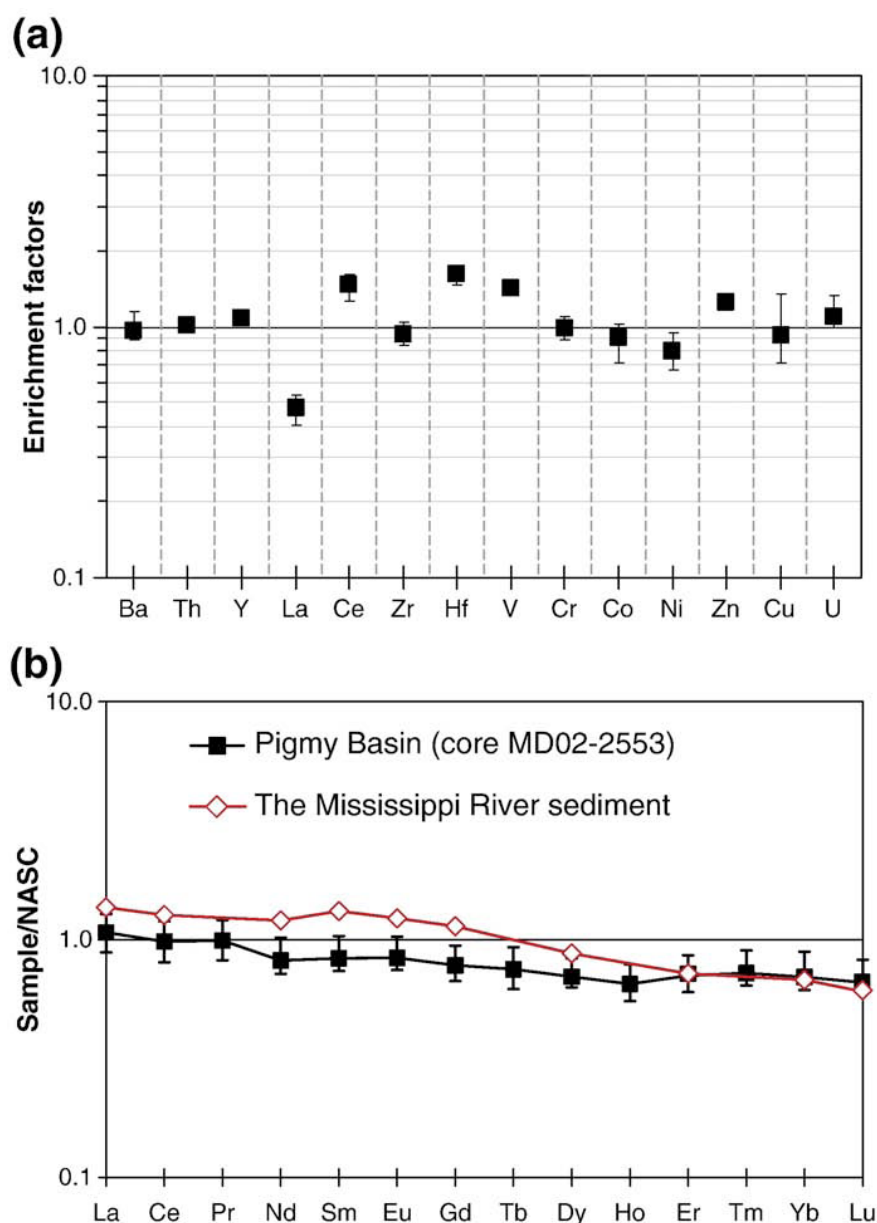 (a)
10.0
1.0
0.1
Enrichment factors
Ba Th Y La Ce Zr Hf V Cr Co Ni Zn Cu U
(b)
10.0
Pigmy Basin (core MD02-2553)
The Mississippi River sediment
1.0
0.1
Sample/NASC
La Ce Pr Nd Sm Eu Gd Tb Dy Ho Er Tm Yb Lu